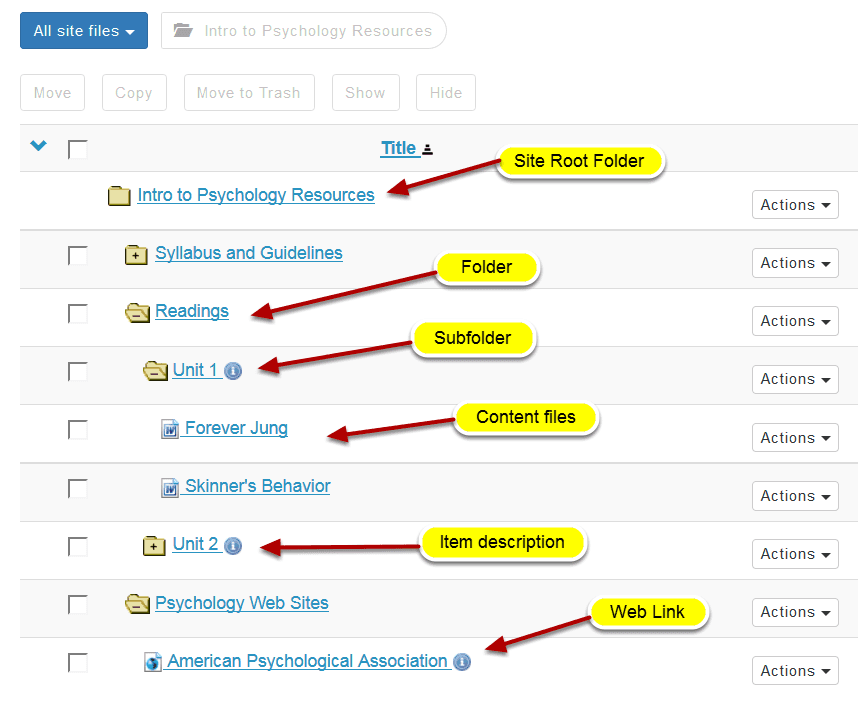 All site files
Intro to Psychology Resources
Move
Copy
Move to Trash
Show
Hide
Title
Site Root Folder
Intro to Psychology Resources
Actions
Syllabus and Guidelines
Actions
Folder
Readings
Actions
Subfolder
Unit 1
Actions
Content files
Forever Jung
Actions
Skinner's Behavior
Actions
Item description
Unit 2
Actions
Psychology Web Sites
Web Link
Actions
American Psychological Association
Actions